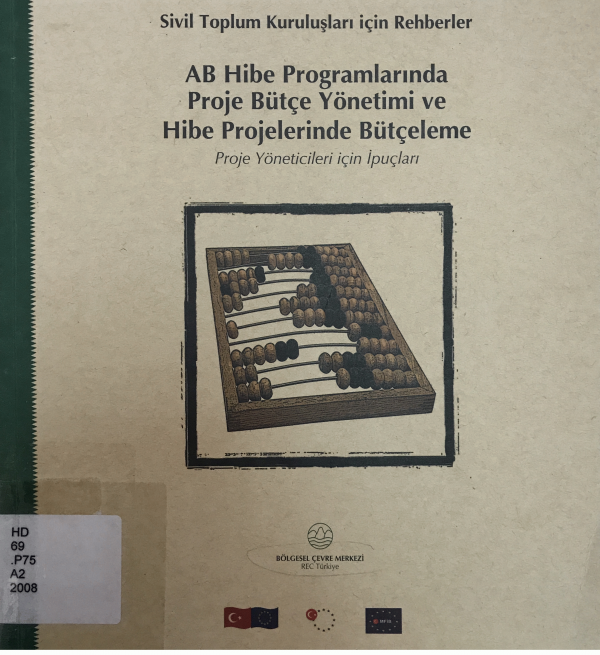 Sivil Toplum Kuruluşları için Rehberler
AB Hibe Programlarında
Proje Bütçe Yönetimi ve
Hibe Projelerinde Bütçeleme
Proje Yöneticileri için İpuçları
BÖLGESEL ÇEVRE MERKEZİ
REC Türkiye
HD
69
.P75
A2
2008